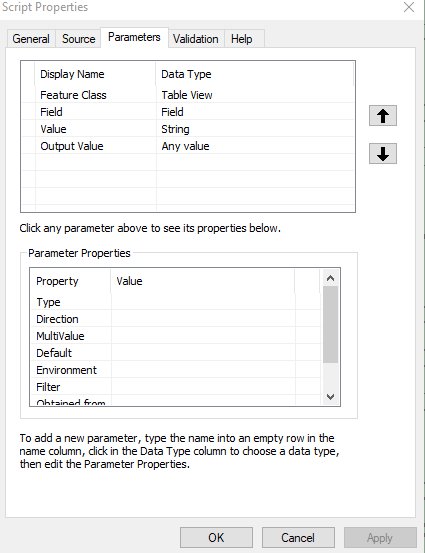 Script Properties
General Source Parameters Validation Help
Display Name Data Type
Feature Class Table View
Field Field
Value String
Output Value Any value
Click any parameter above to see its properties below.
Parameter Properties
Property Value
Type
Direction
MultiValue
Default
Environment
Filter
Obtained from
To add a new parameter, type the name into an empty row in the
name column, click in the Data Type column to choose a data type,
then edit the Parameter Properties.
OK Cancel Apply